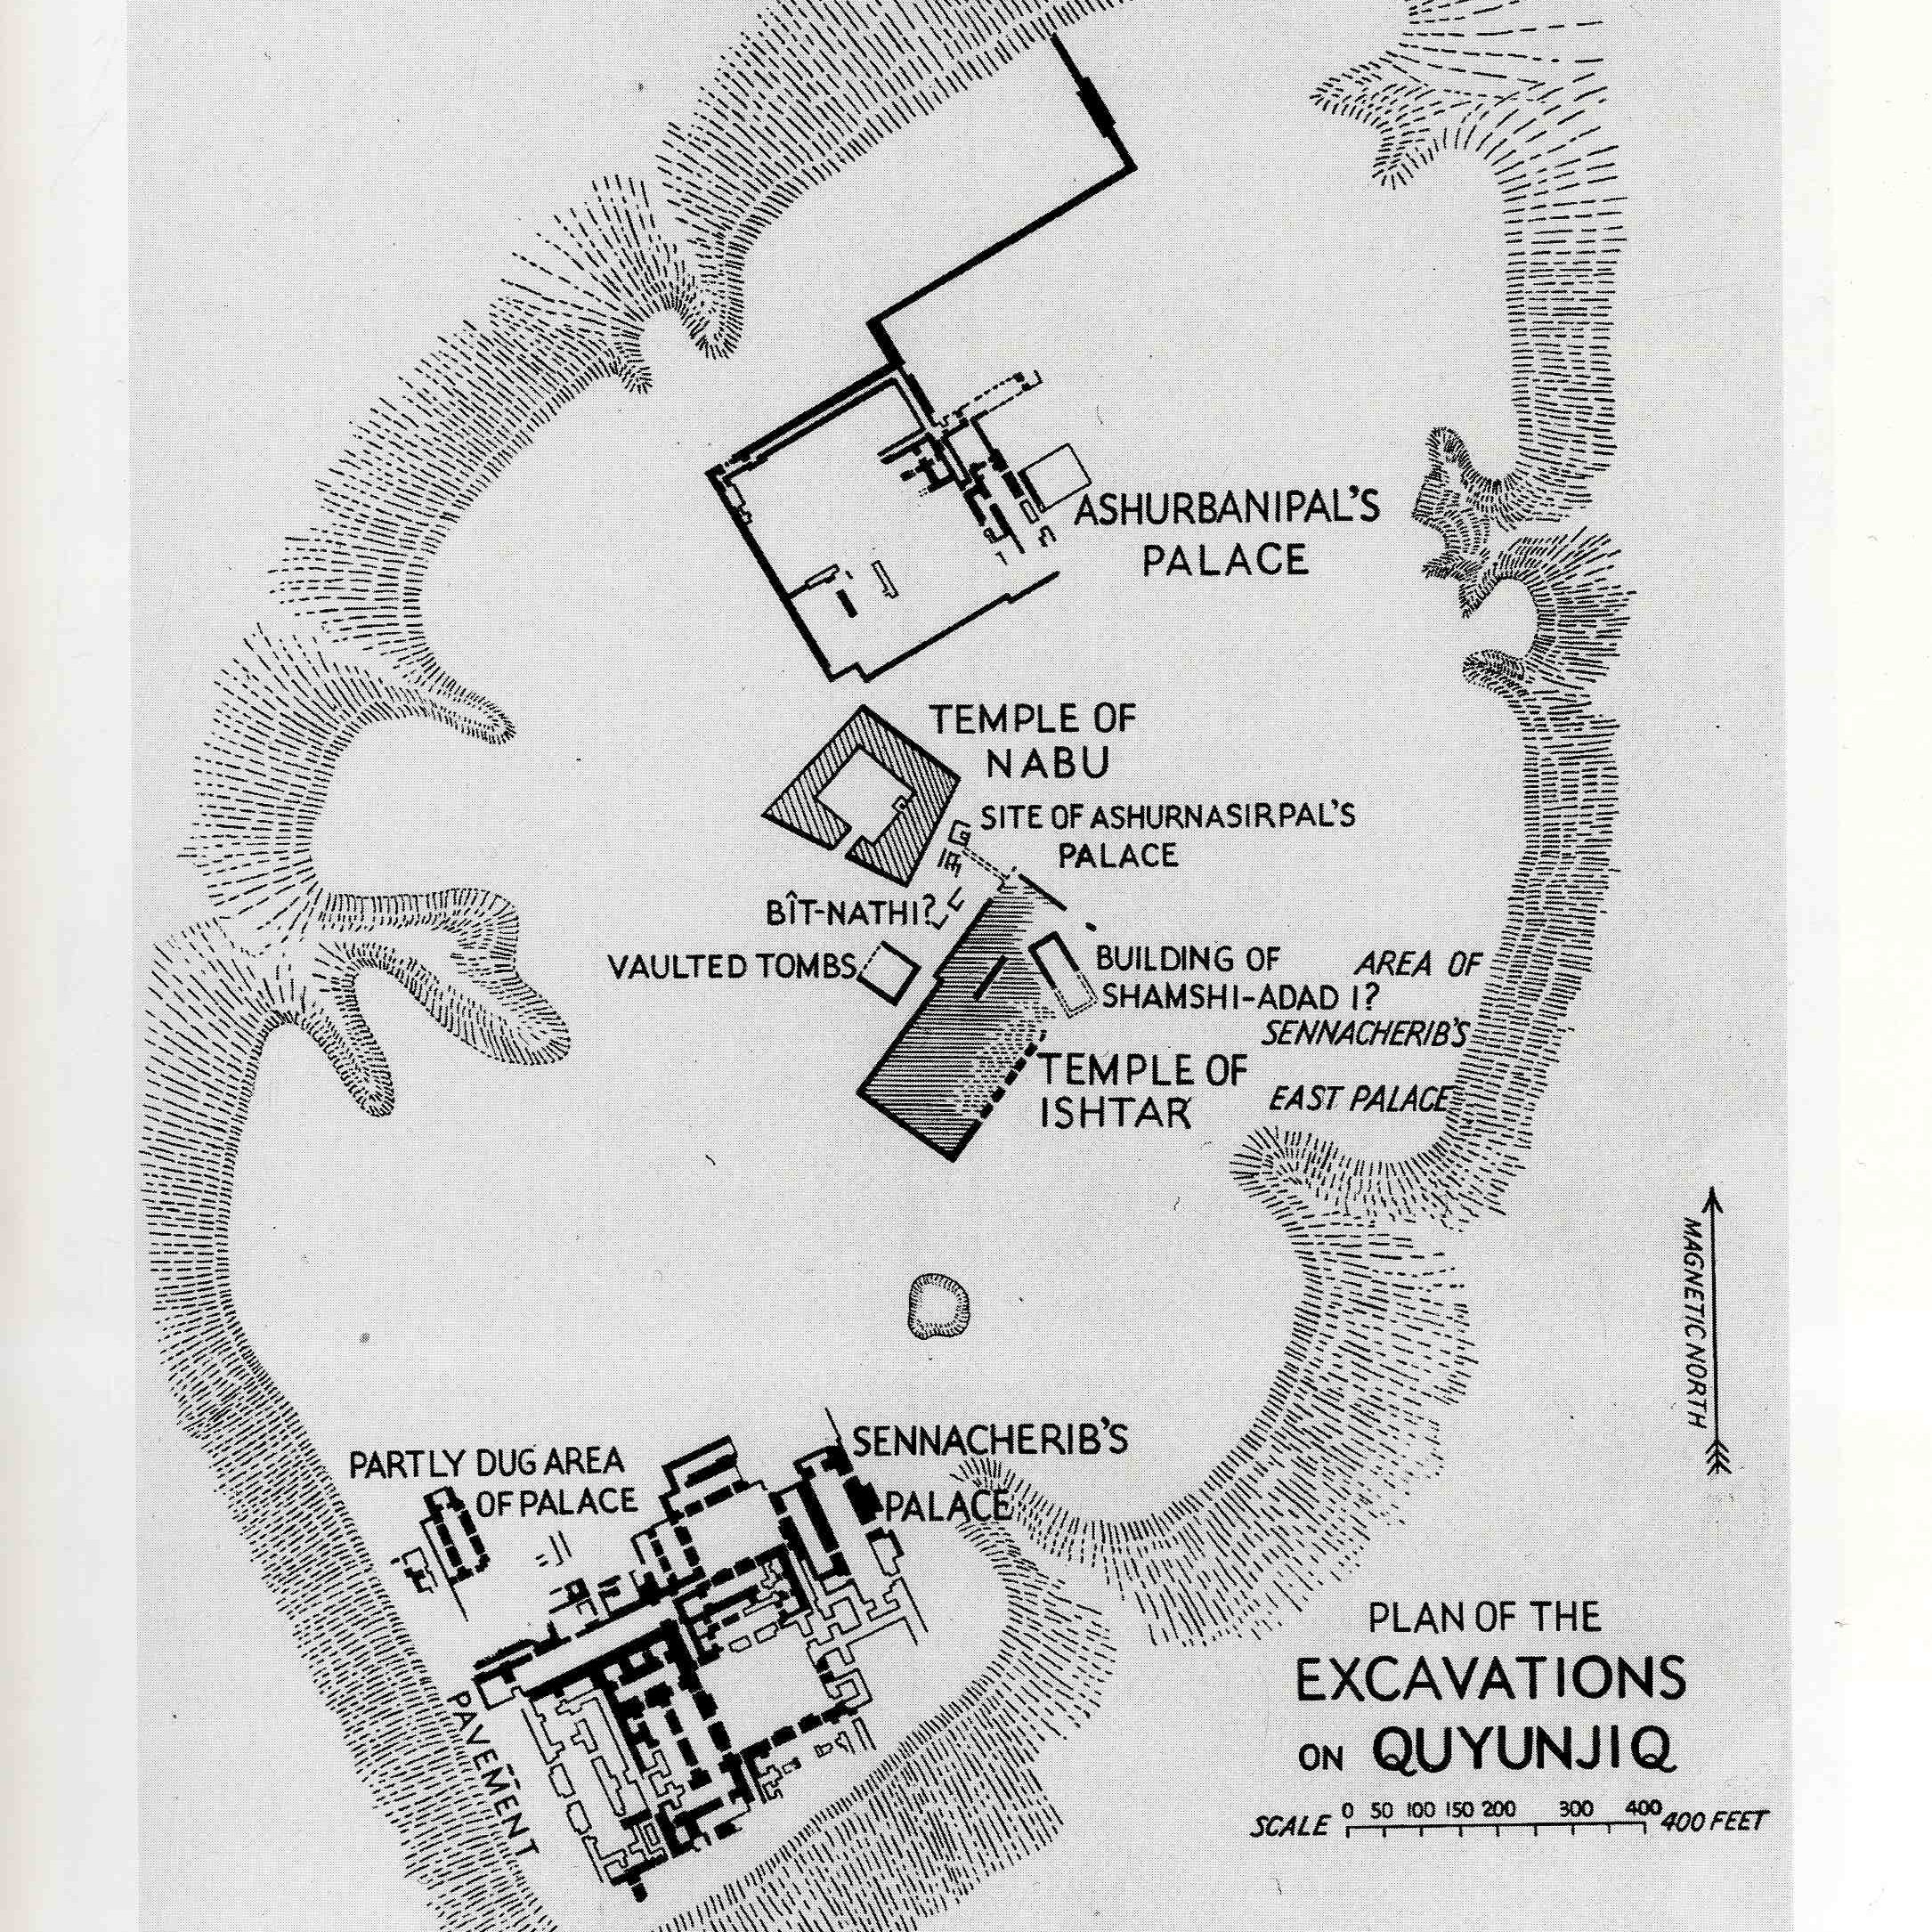 ASHURBANIPAL'S
PALACE
TEMPLE OF
NABU
SITE OF ASHURNASIRPAL'S
PALACE
BÎT-NATHI?
VAULTED TOMBS
BUILDING OF
SHAMSHI-ADAD I?
AREA OF
SENNACHERIB'S
EAST PALACE
TEMPLE OF
ISHTAR
MAGNETIC NORTH
SENNACHERIB'S
PALACE
PARTLY DUG AREA
OF PALACE
PAVEMENT
PLAN OF THE
EXCAVATIONS
ON QUYUNJIQ
SCALE 0 50 100 150 200 300 400 400 FEET